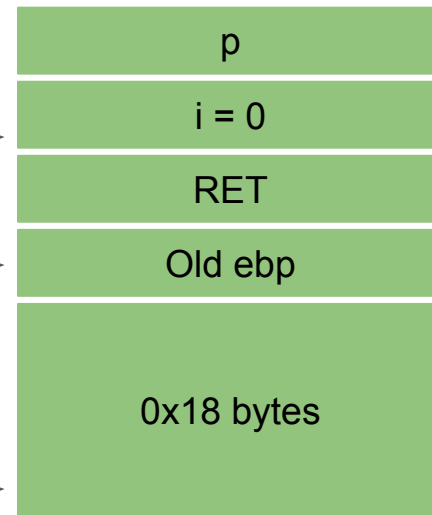 p
i = 0
RET
Old ebp
0x18 bytes